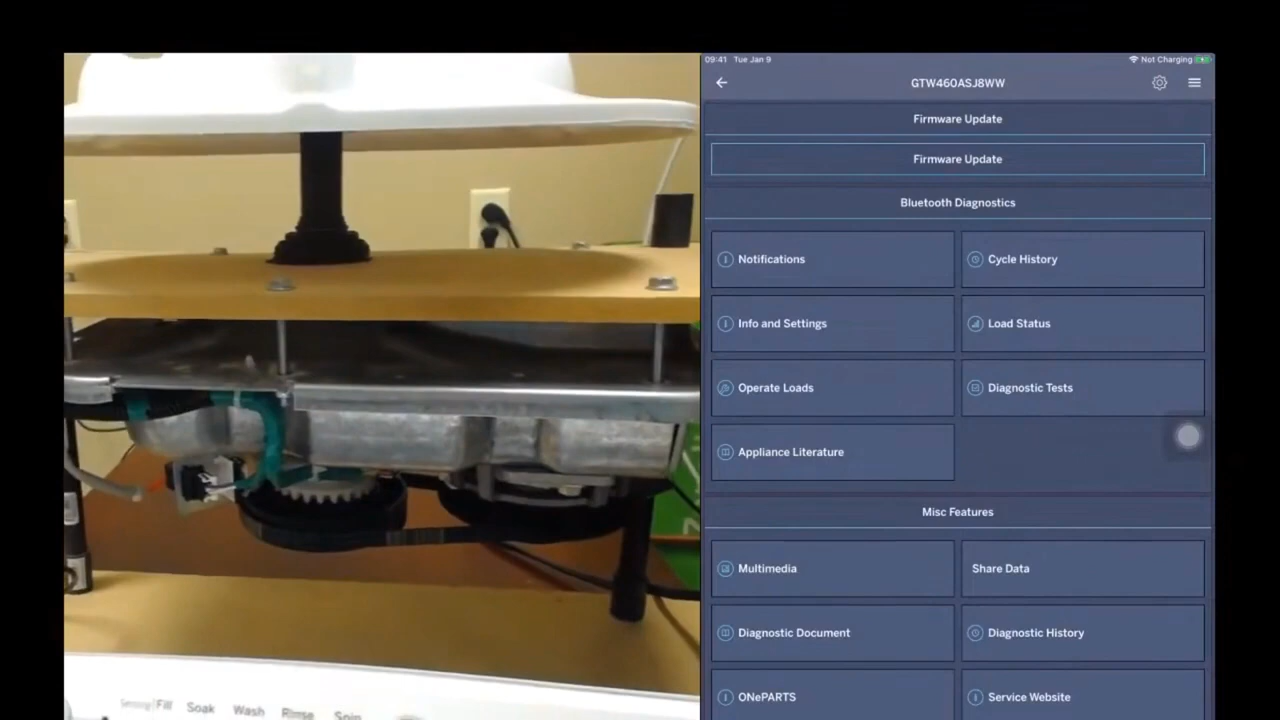 09:41 Tue Jan 9
Not Charging
GTW460ASJ8WW
Firmware Update
Firmware Update
Bluetooth Diagnostics
Notifications
Cycle History
Info and Settings
Load Status
Operate Loads
Diagnostic Tests
Appliance Literature
Misc Features
Multimedia
Share Data
Diagnostic Document
Diagnostic History
ONePARTS
Service Website
Sensing Fill Soak Wash Rinse Spin